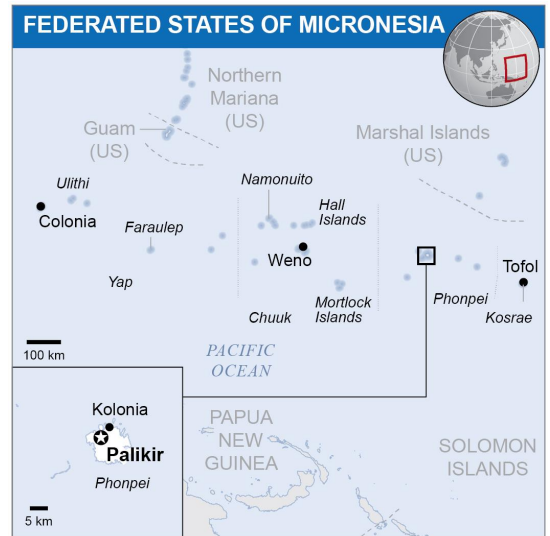 FEDERATED STATES OF MICRONESIA
Northern
Mariana
(US)
Guam
(US)
Marshal Islands
(US)
Ulithi
Colonia
Namonuito
Hall
Islands
Faraulep
Weno
Yap
Chuuk
Mortlock
Islands
Phonpei
Tofol
Kosrae
100 km
PACIFIC
OCEAN
Kolonia
Palikir
Phonpei
5 km
PAPUA
NEW
GUINEA
SOLOMON
ISLANDS